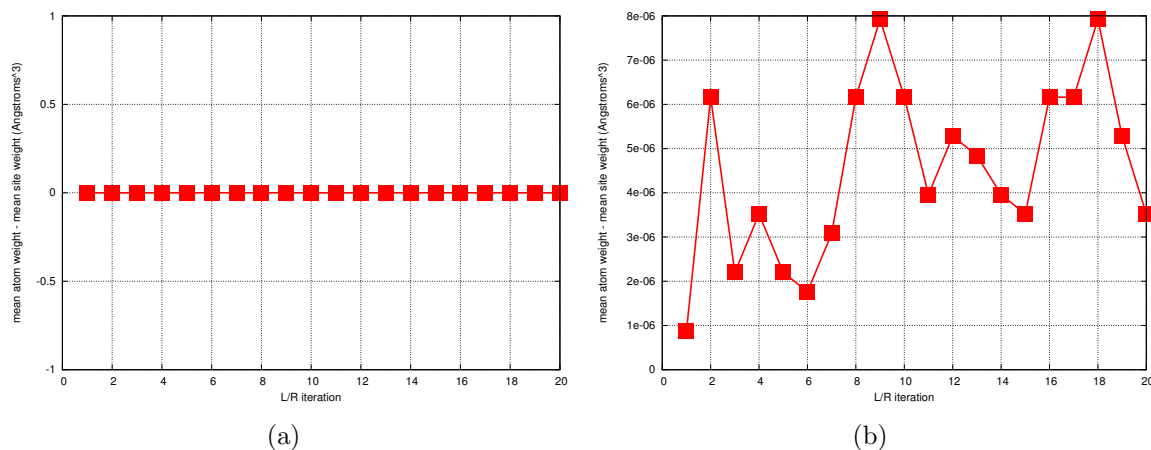 1
0.5
0
-0.5
-1
mean atom weight - mean site weight (Angstroms^3)
0 2 4 6 8 10 12 14 16 18 20
L/R iteration
(a)
8e-06
7e-06
6e-06
5e-06
4e-06
3e-06
2e-06
1e-06
0
mean atom weight - mean site weight (Angstroms^3)
0 2 4 6 8 10 12 14 16 18 20
L/R iteration
(b)